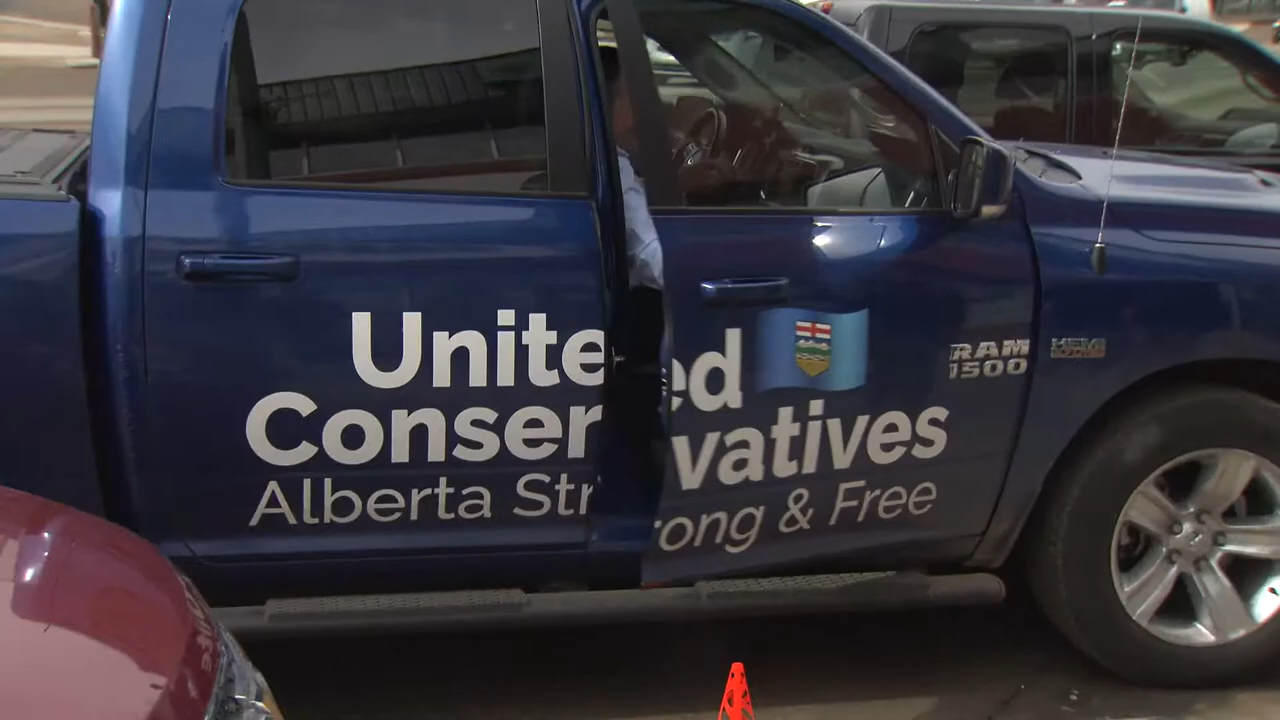 United
Conservatives
Alberta Strong & Free
RAM
1500
HEMI